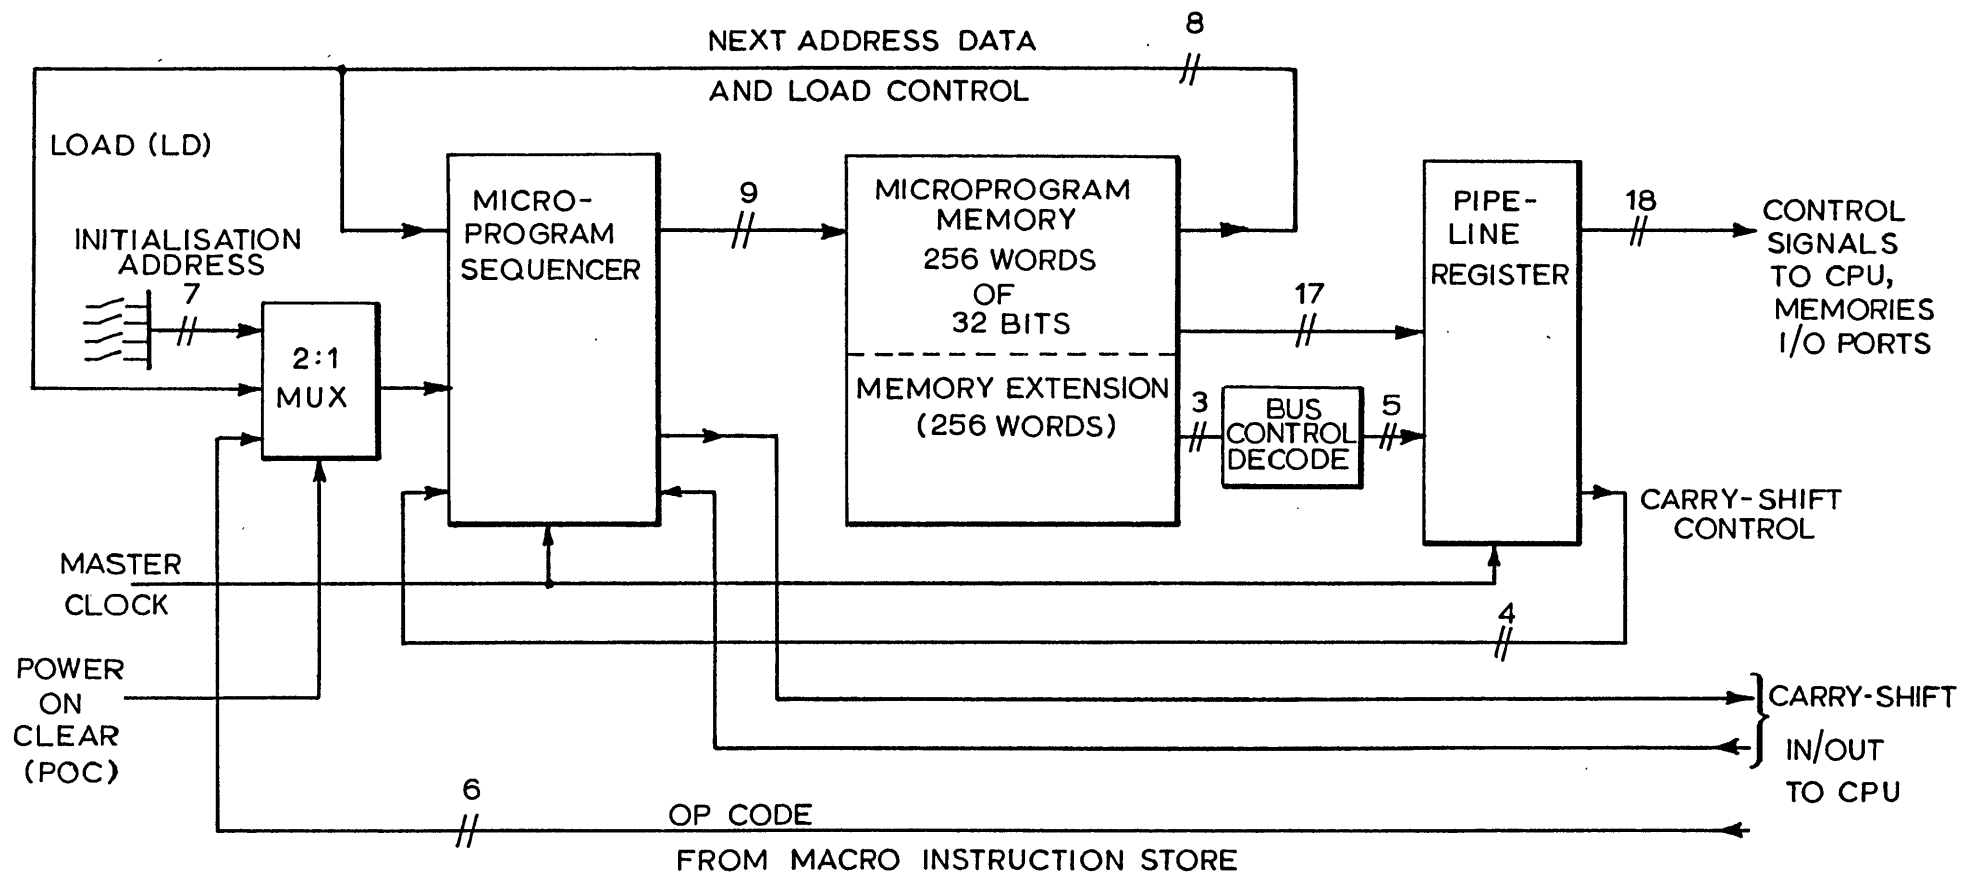 8
NEXT ADDRESS DATA
AND LOAD CONTROL
LOAD (LD)
INITIALISATION
ADDRESS
7
2:1
MUX
MICRO-
PROGRAM
SEQUENCER
9
MICROPROGRAM
MEMORY
256 WORDS
OF
32 BITS
MEMORY EXTENSION
(256 WORDS)
17
3
BUS
CONTROL
DECODE
5
PIPE-
LINE
REGISTER
18
CONTROL
SIGNALS
TO CPU,
MEMORIES
I/O PORTS
CARRY-SHIFT
CONTROL
MASTER
CLOCK
4
POWER
ON
CLEAR
(POC)
CARRY-SHIFT
IN/OUT
TO CPU
6
OP CODE
FROM MACRO INSTRUCTION STORE